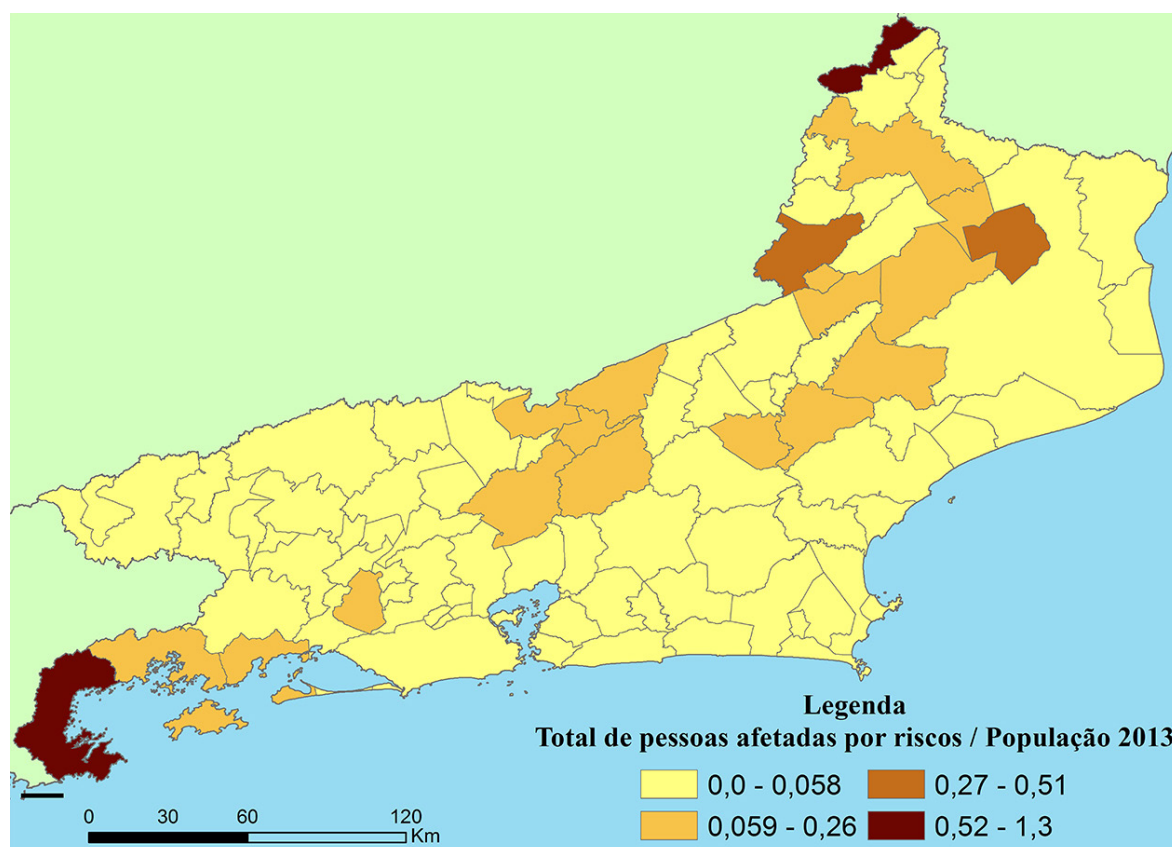 Legenda
Total de pessoas afetadas por riscos / População 2013
0,0 - 0,058
0,27 - 0,51
0,059 - 0,26
0,52 - 1,3
0 30 60 120
Km